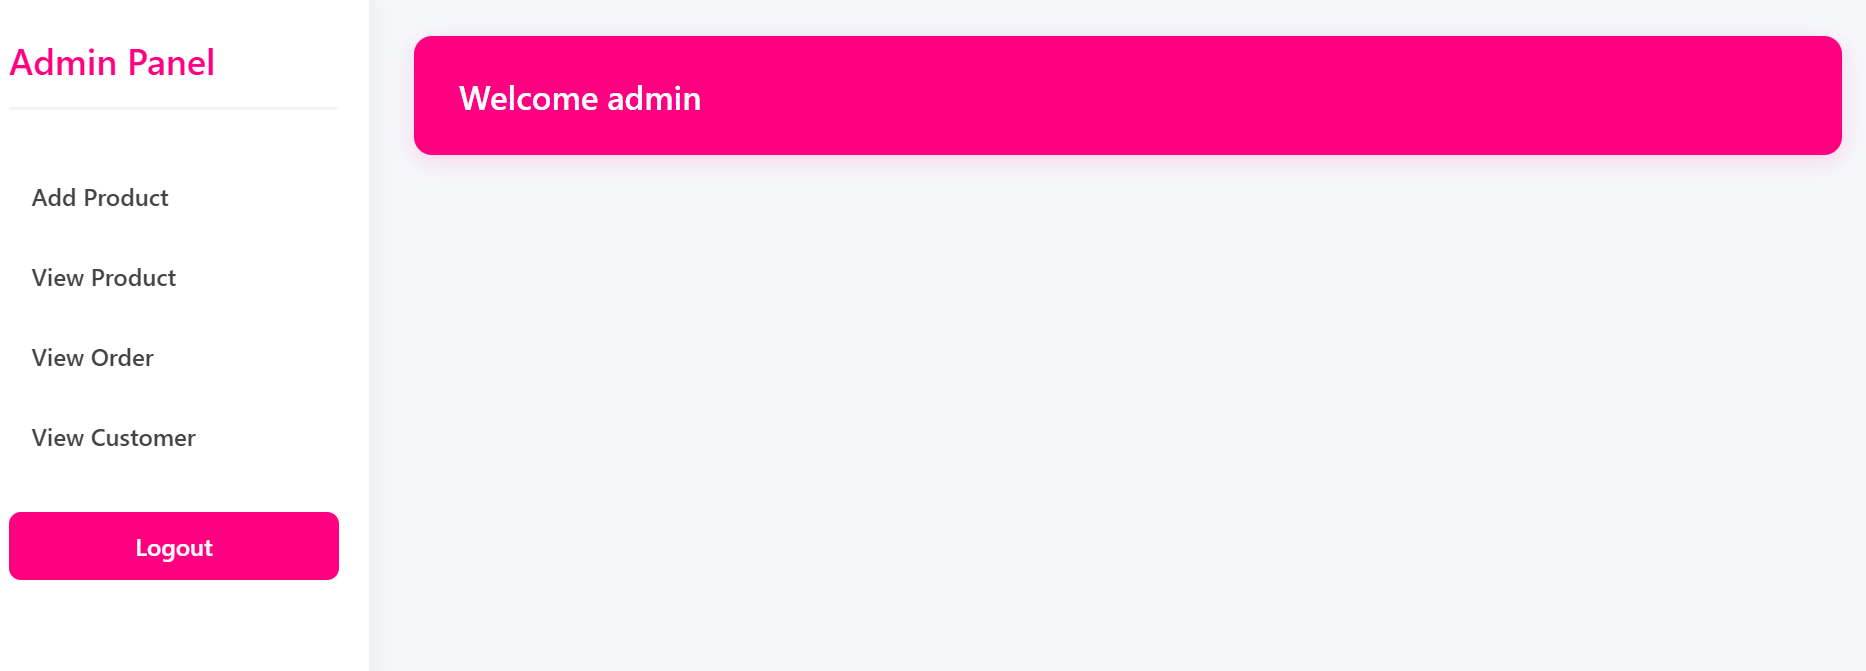 Admin Panel
Welcome admin
Add Product
View Product
View Order
View Customer
Logout